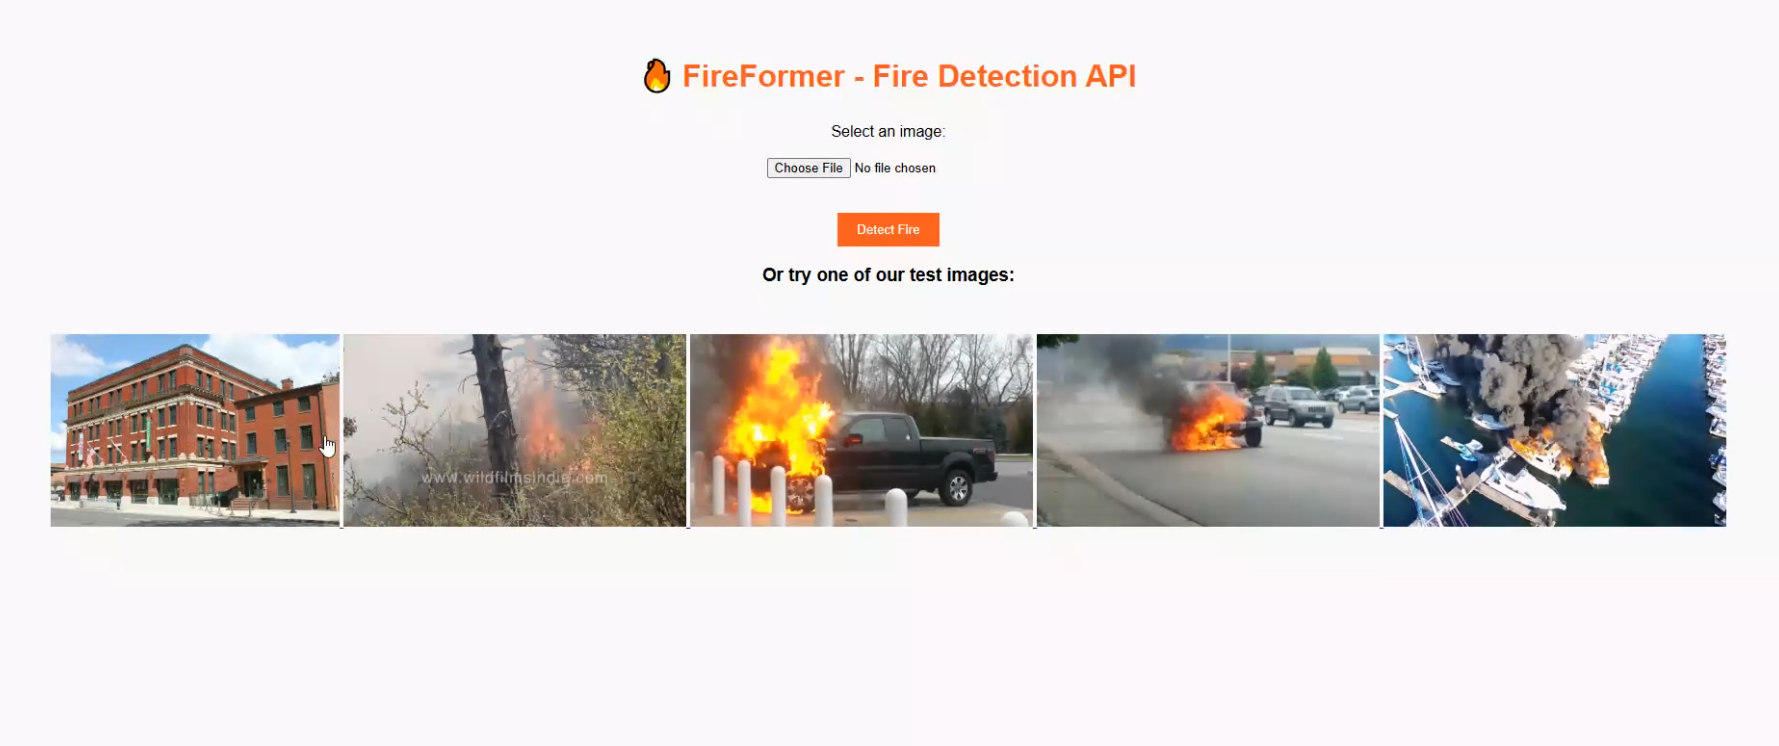 FireFormer - Fire Detection API
Select an image:
Choose File No file chosen
Detect Fire
Or try one of our test images:
www.wildfilmsindia.com